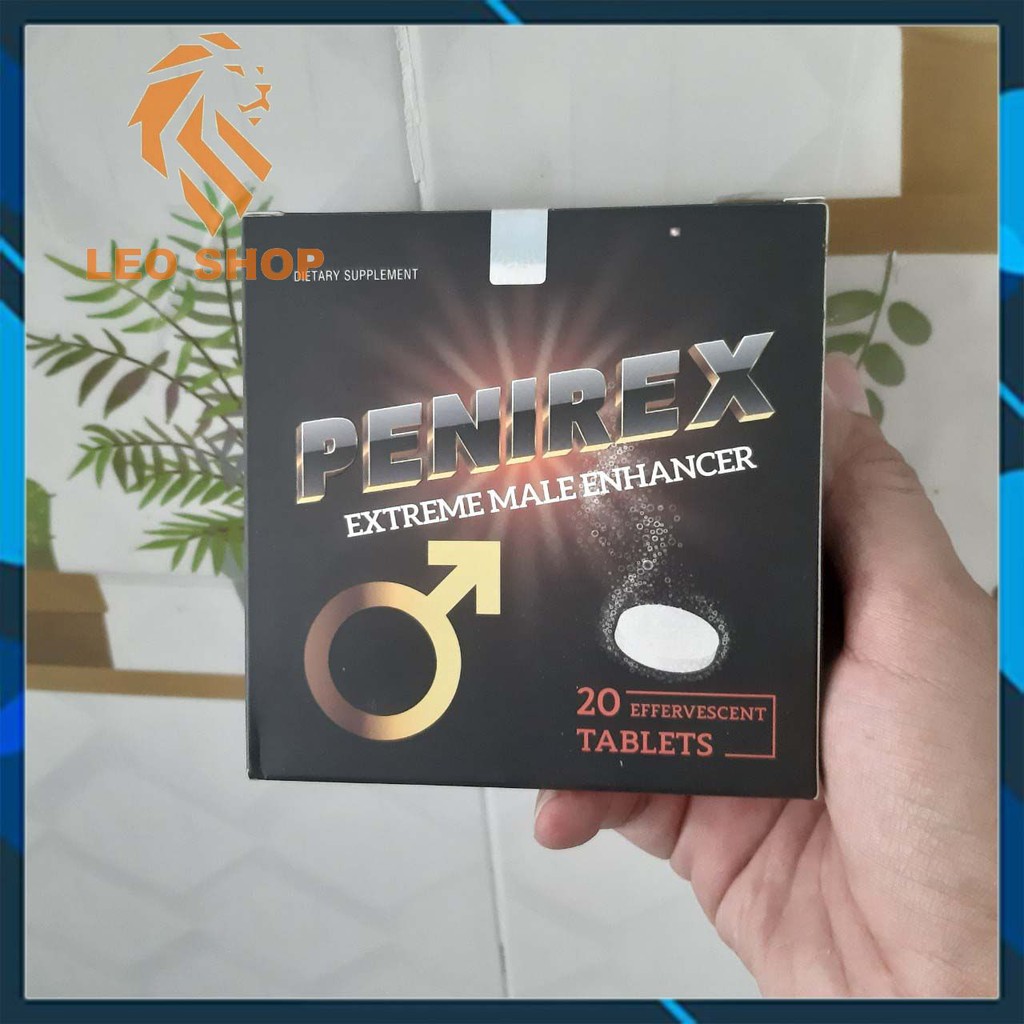 LEO SHOP
DIETARY SUPPLEMENT
PENIREX
EXTREME MALE ENHANCER
20 EFFERVESCENT
TABLETS